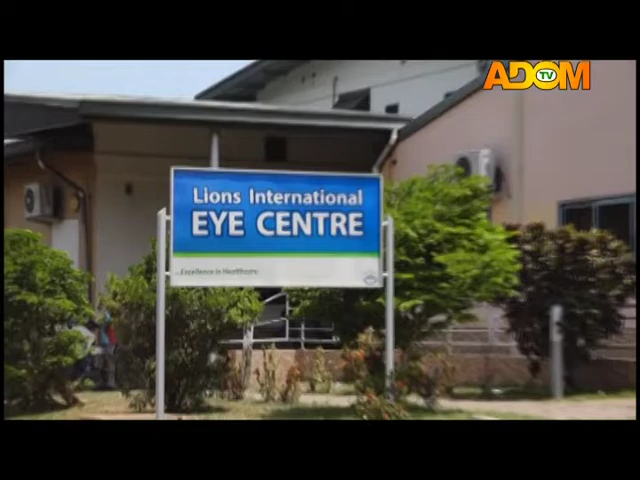 ADOM TV
Lions International
EYE CENTRE
...Excellence in Healthcare